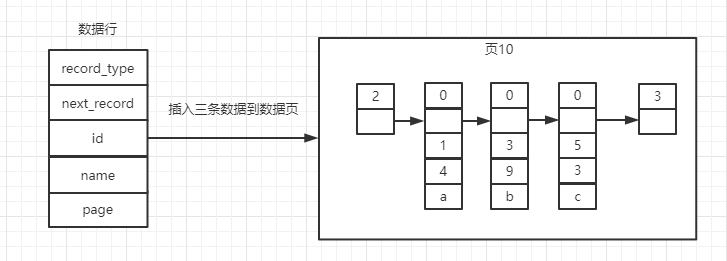 数据行
record_type
next_record
id
name
page
插入三条数据到数据页
页10
2 0 0 0 3
1 3 5
4 9 3
a b c